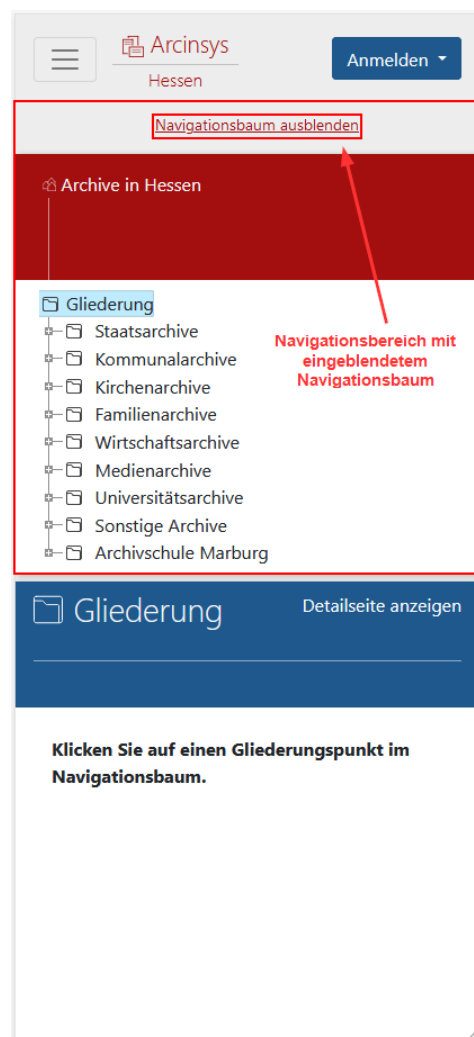 Arcinsys
Hessen
Anmelden
Navigationsbaum ausblenden
Archive in Hessen
Gliederung
Staatsarchive
Kommunalarchive
Kirchenarchive
Familienarchive
Wirtschaftsarchive
Medienarchive
Universitätsarchive
Sonstige Archive
Archivschule Marburg
Navigationsbereich mit
eingeblendetem
Navigationsbaum
Gliederung
Detailseite anzeigen
Klicken Sie auf einen Gliederungspunkt im
Navigationsbaum.